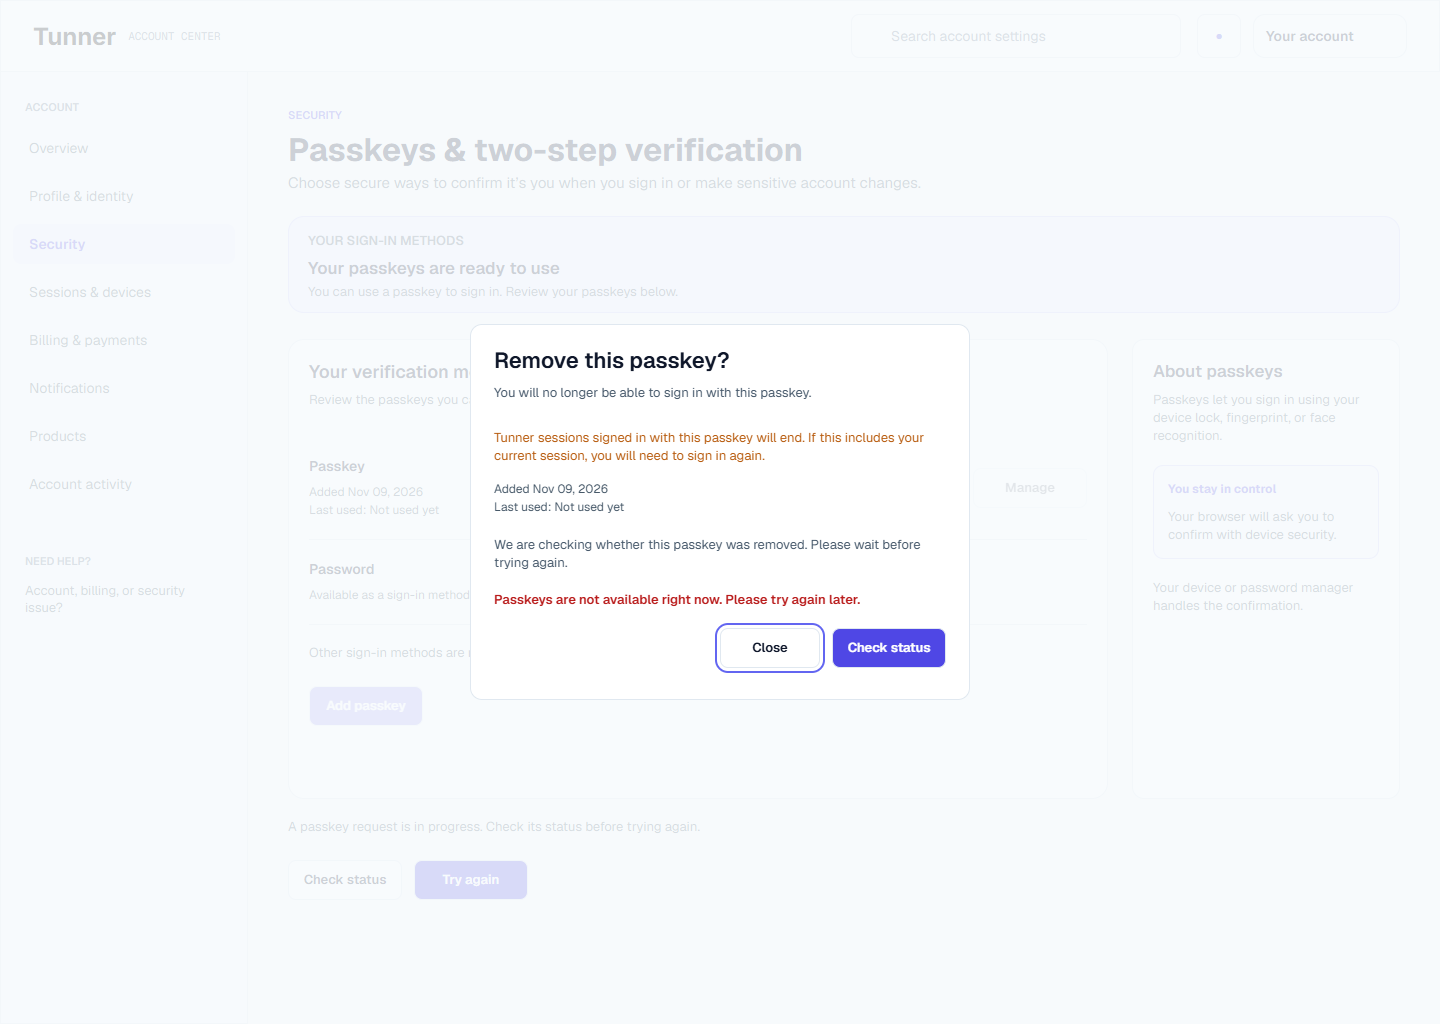 Tunner ACCOUNT CENTER
Search account settings
Your account
ACCOUNT
Overview
Profile & identity
Security
Sessions & devices
Billing & payments
Notifications
Products
Account activity
NEED HELP?
Account, billing, or security
issue?
SECURITY
Passkeys & two-step verification
Choose secure ways to confirm it's you when you sign in or make sensitive account changes.
YOUR SIGN-IN METHODS
Your passkeys are ready to use
You can use a passkey to sign in. Review your passkeys below.
Your verification m
Review the passkeys you c
Passkey
Added Nov 09, 2026
Last used: Not used yet
Manage
Password
Available as a sign-in method
Other sign-in methods are
Add passkey
Remove this passkey?
You will no longer be able to sign in with this passkey.
Tunner sessions signed in with this passkey will end. If this includes your
current session, you will need to sign in again.
Added Nov 09, 2026
Last used: Not used yet
We are checking whether this passkey was removed. Please wait before
trying again.
Passkeys are not available right now. Please try again later.
Close
Check status
About passkeys
Passkeys let you sign in using your
device lock, fingerprint, or face
recognition.
You stay in control
Your browser will ask you to
confirm with device security.
Your device or password manager
handles the confirmation.
A passkey request is in progress. Check its status before trying again.
Check status
Try again